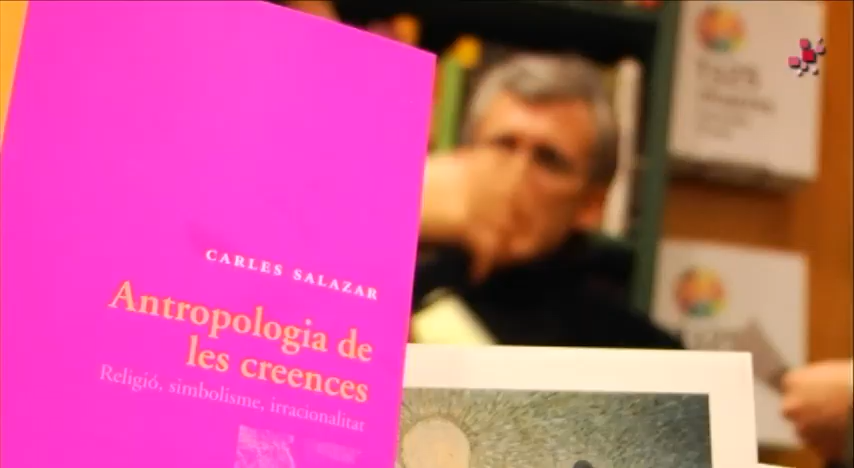 CARLES SALAZAR
Antropologia de
les creences
Religió, simbolisme, irracionalitat